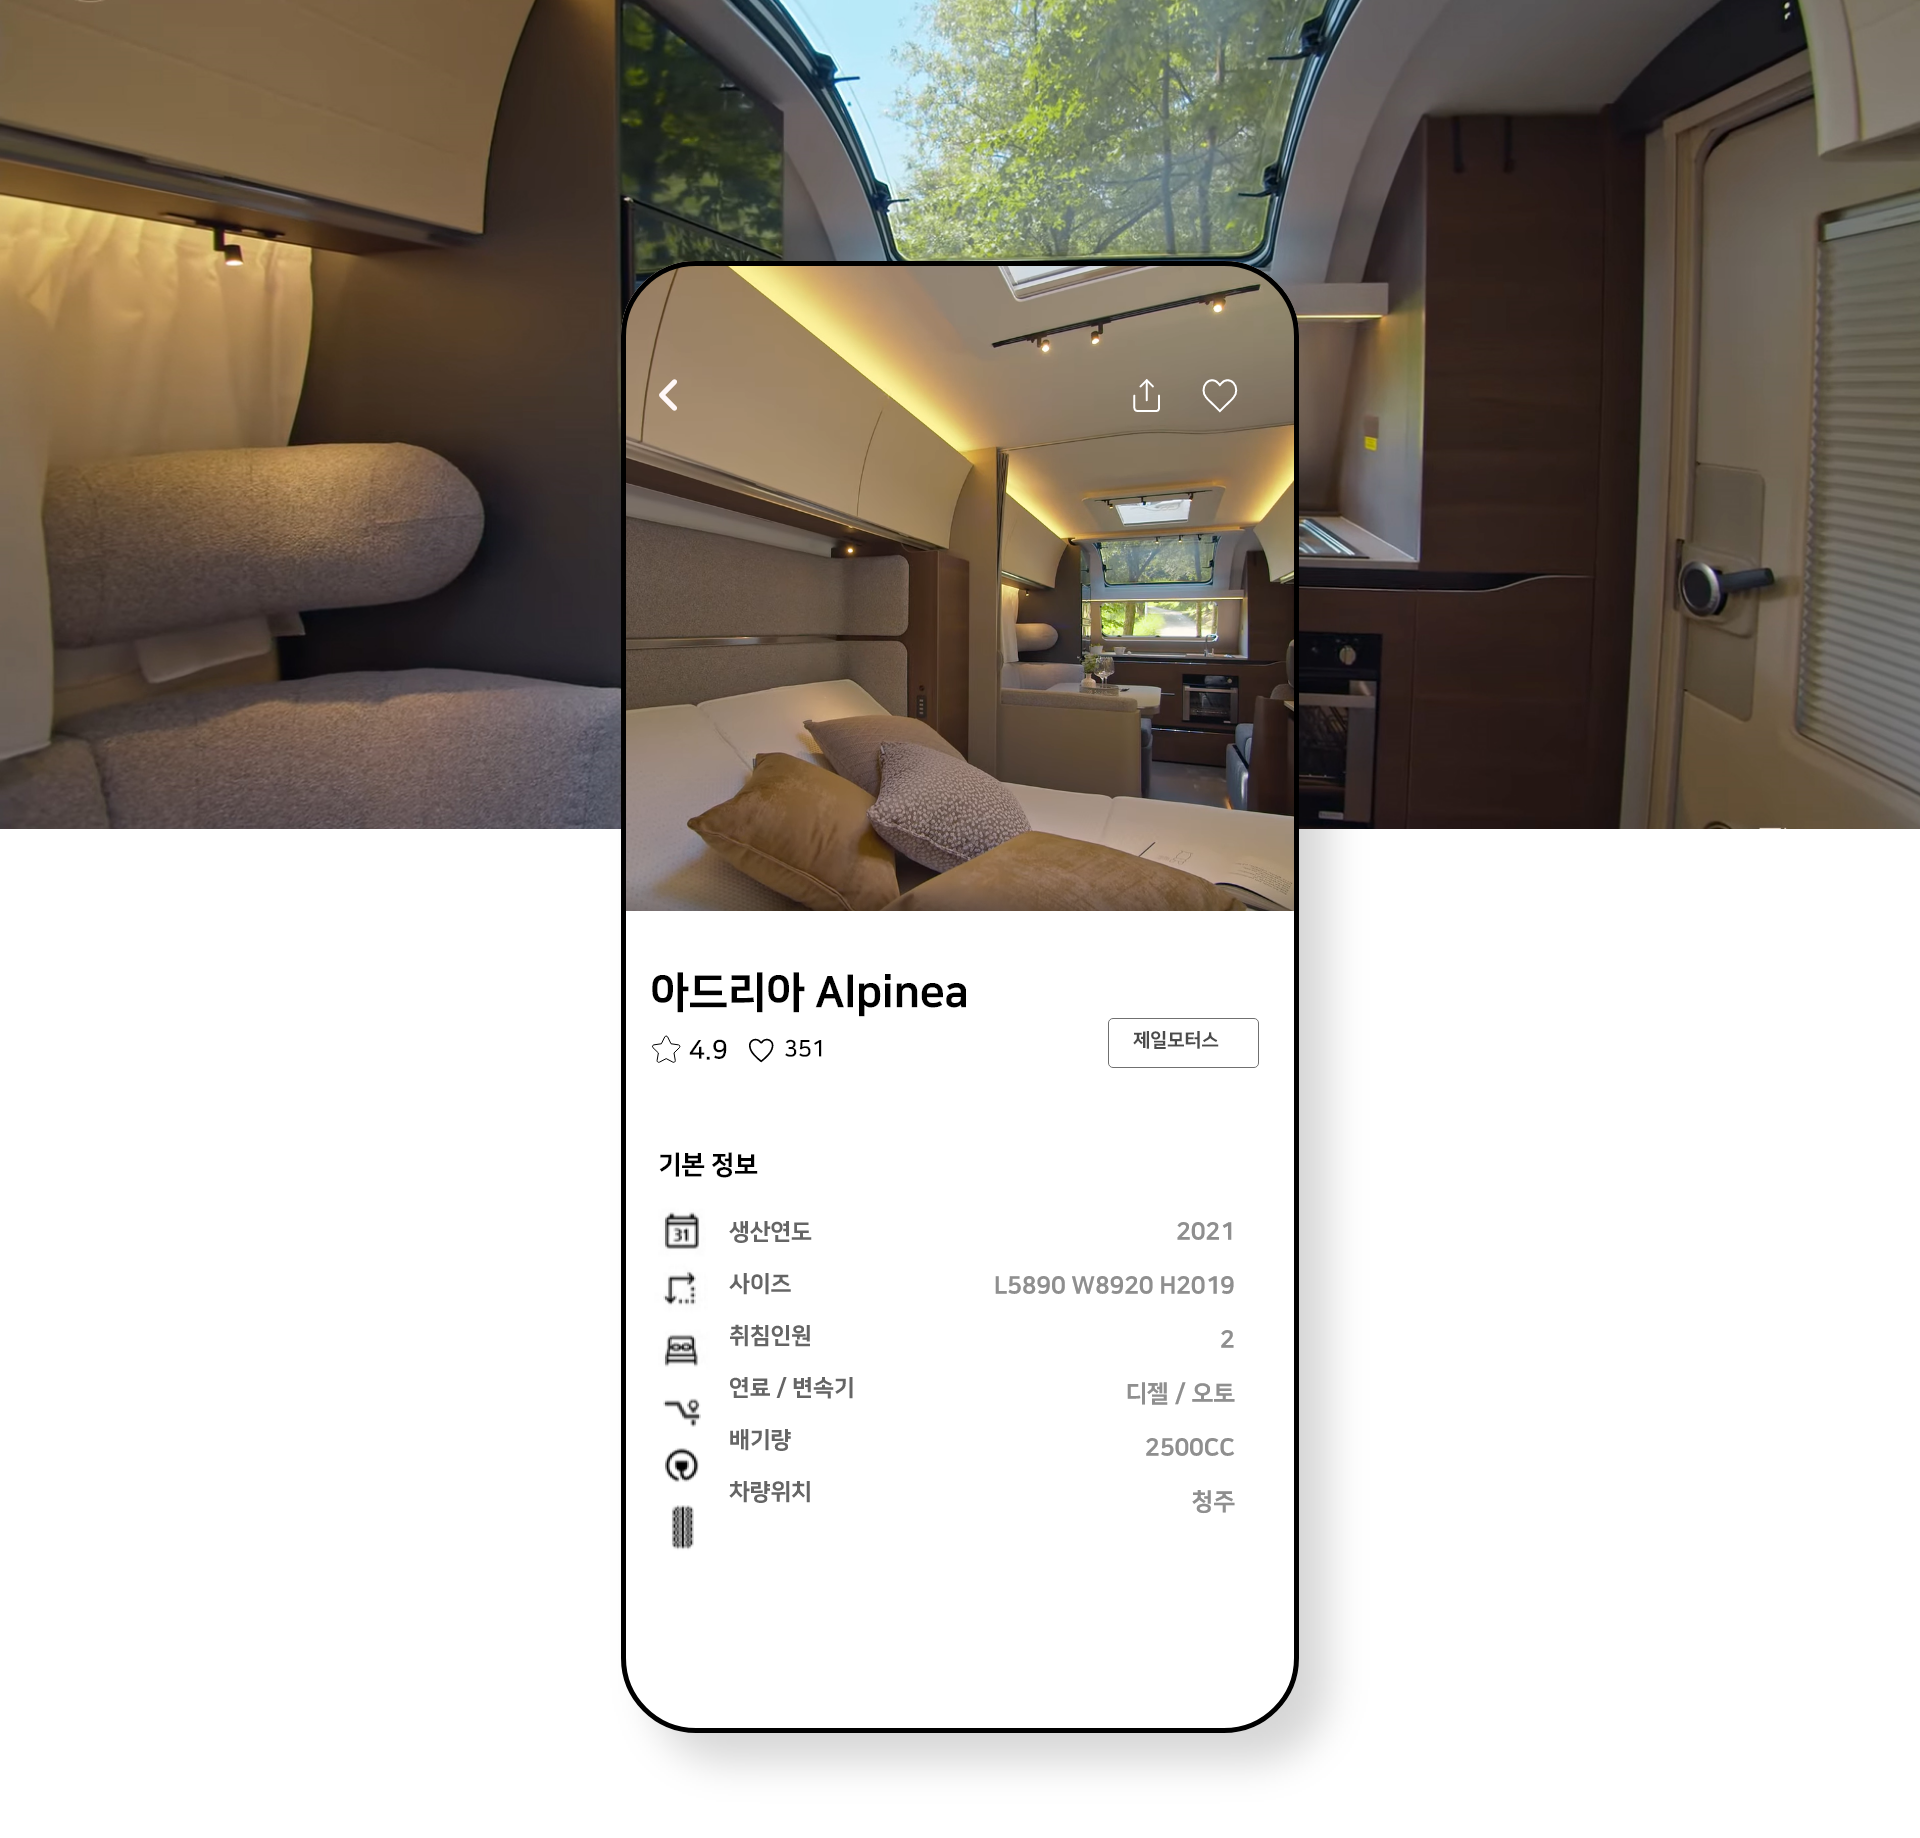 아드리아 Alpinea
4.9 351
제일모터스
기본 정보
31
생산연도 2021
사이즈 L5890 W8920 H2019
취침인원 2
연료 / 변속기 디젤 / 오토
배기량 2500CC
차량위치 청주